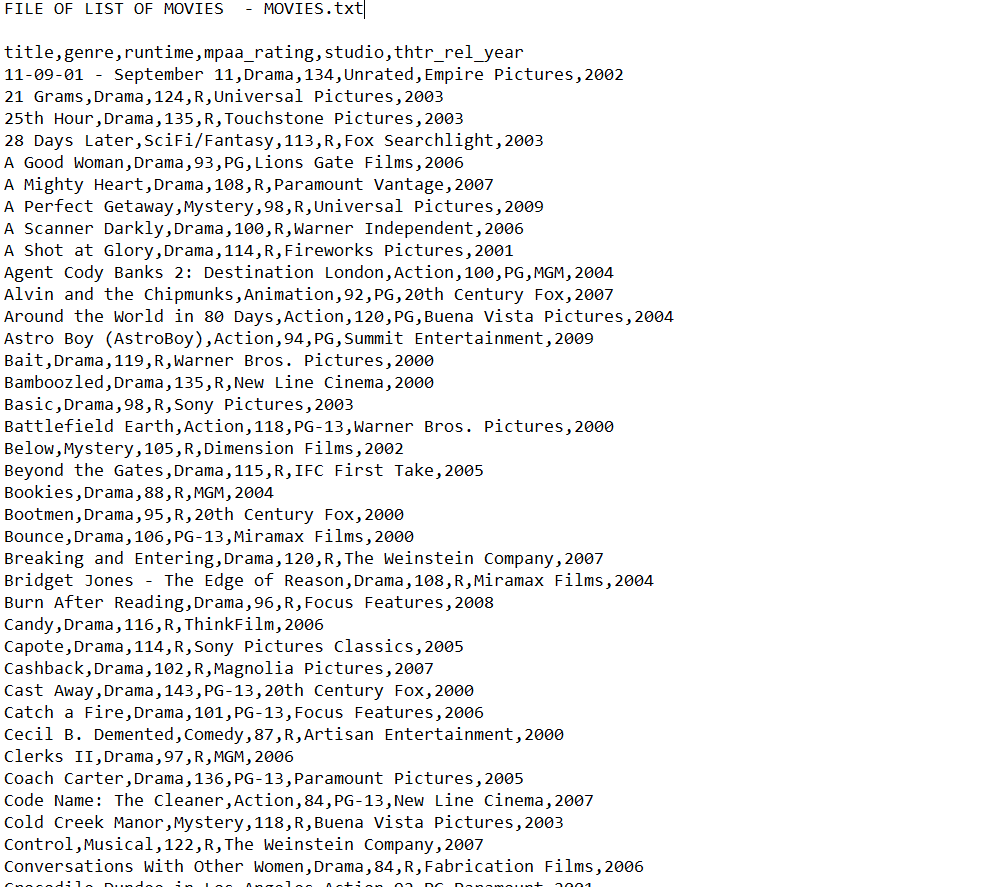 FILE OF LIST OF MOVIES  - MOVIES.txt
title,genre,runtime,mpaa_rating,studio,thtr_rel_year
11-09-01 - September 11,Drama,134,Unrated,Empire Pictures,2002
21 Grams,Drama,124,R,Universal Pictures,2003
25th Hour,Drama,135,R,Touchstone Pictures,2003
28 Days Later,SciFi/Fantasy,113,R,Fox Searchlight,2003
A Good Woman,Drama,93,PG,Lions Gate Films,2006
A Mighty Heart,Drama,108,R,Paramount Vantage,2007
A Perfect Getaway,Mystery,98,R,Universal Pictures,2009
A Scanner Darkly,Drama,100,R,Warner Independent,2006
A Shot at Glory,Drama,114,R,Fireworks Pictures,2001
Agent Cody Banks 2: Destination London,Action,100,PG,MGM,2004
Alvin and the Chipmunks,Animation,92,PG,20th Century Fox,2007
Around the World in 80 Days,Action,120,PG,Buena Vista Pictures,2004
Astro Boy (AstroBoy),Action,94,PG,Summit Entertainment,2009
Bait,Drama,119,R,Warner Bros. Pictures,2000
Bamboozled,Drama,135,R,New Line Cinema,2000
Basic,Drama,98,R,Sony Pictures,2003
Battlefield Earth,Action,118,PG-13,Warner Bros. Pictures,2000
Below,Mystery,105,R,Dimension Films,2002
Beyond the Gates,Drama,115,R,IFC First Take,2005
Bookies,Drama,88,R,MGM,2004
Bootmen,Drama,95,R,20th Century Fox,2000
Bounce,Drama,106,PG-13,Miramax Films,2000
Breaking and Entering,Drama,120,R,The Weinstein Company,2007
Bridget Jones - The Edge of Reason,Drama,108,R,Miramax Films,2004
Burn After Reading,Drama,96,R,Focus Features,2008
Candy,Drama,116,R,ThinkFilm,2006
Capote,Drama,114,R,Sony Pictures Classics,2005
Cashback,Drama,102,R,Magnolia Pictures,2007
Cast Away,Drama,143,PG-13,20th Century Fox,2000
Catch a Fire,Drama,101,PG-13,Focus Features,2006
Cecil B. Demented,Comedy,87,R,Artisan Entertainment,2000
Clerks II,Drama,97,R,MGM,2006
Coach Carter,Drama,136,PG-13,Paramount Pictures,2005
Code Name: The Cleaner,Action,84,PG-13,New Line Cinema,2007
Cold Creek Manor,Mystery,118,R,Buena Vista Pictures,2003
Control,Musical,122,R,The Weinstein Company,2007
Conversations With Other Women,Drama,84,R,Fabrication Films,2006